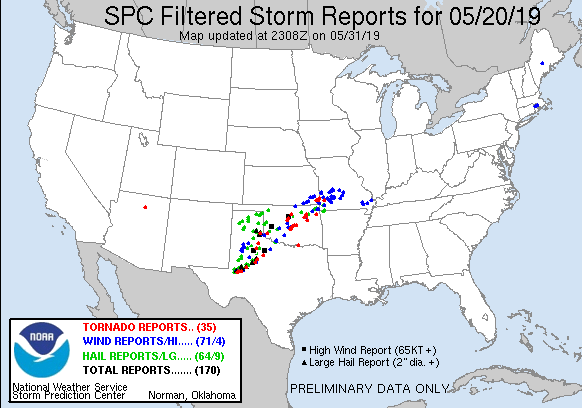 SPC Filtered Storm Reports for 05/20/19
Map updated at 2308Z on 05/31/19
NOAA
TORNADO REPORTS.. (35)
WIND REPORTS/HI..... (71/4)
HAIL REPORTS/LG..... (64/9)
TOTAL REPORTS....... (170)
National Weather Service
Storm Prediction Center Norman, Oklahoma
High Wind Report (65KT +)
Large Hail Report (2" dia. +)
PRELIMINARY DATA ONLY